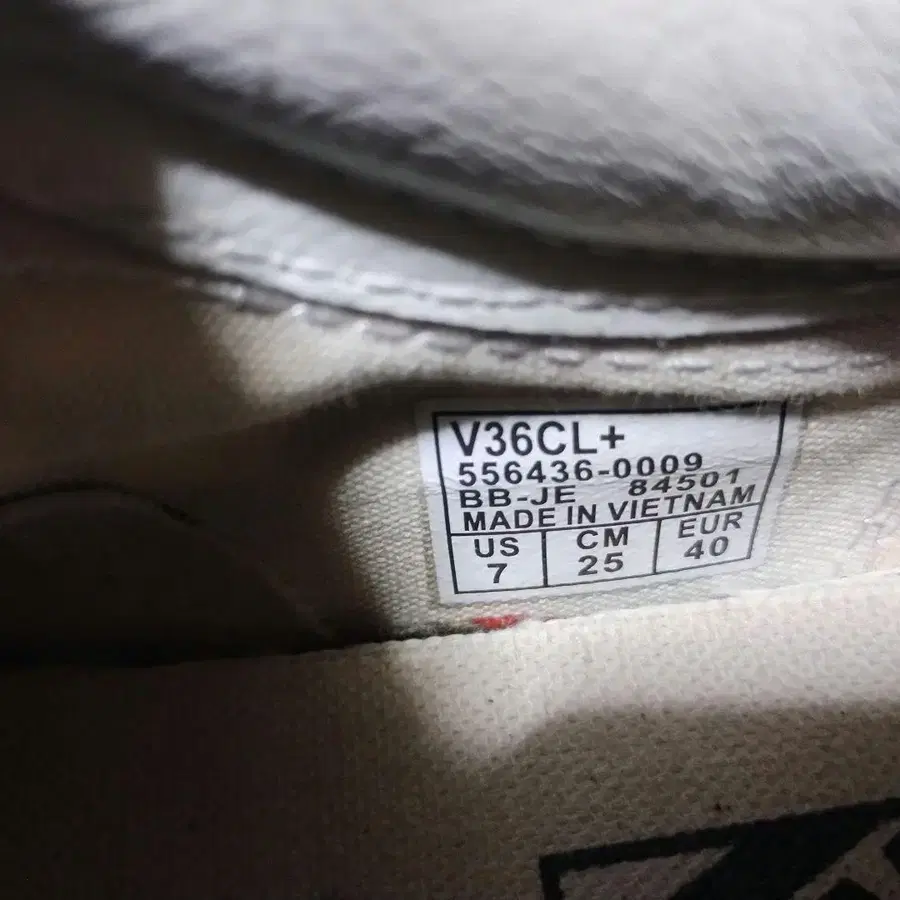 V36CL+
556436-0009
BB-JE 84501
MADE IN VIETNAM
US CM EUR
7 25 40